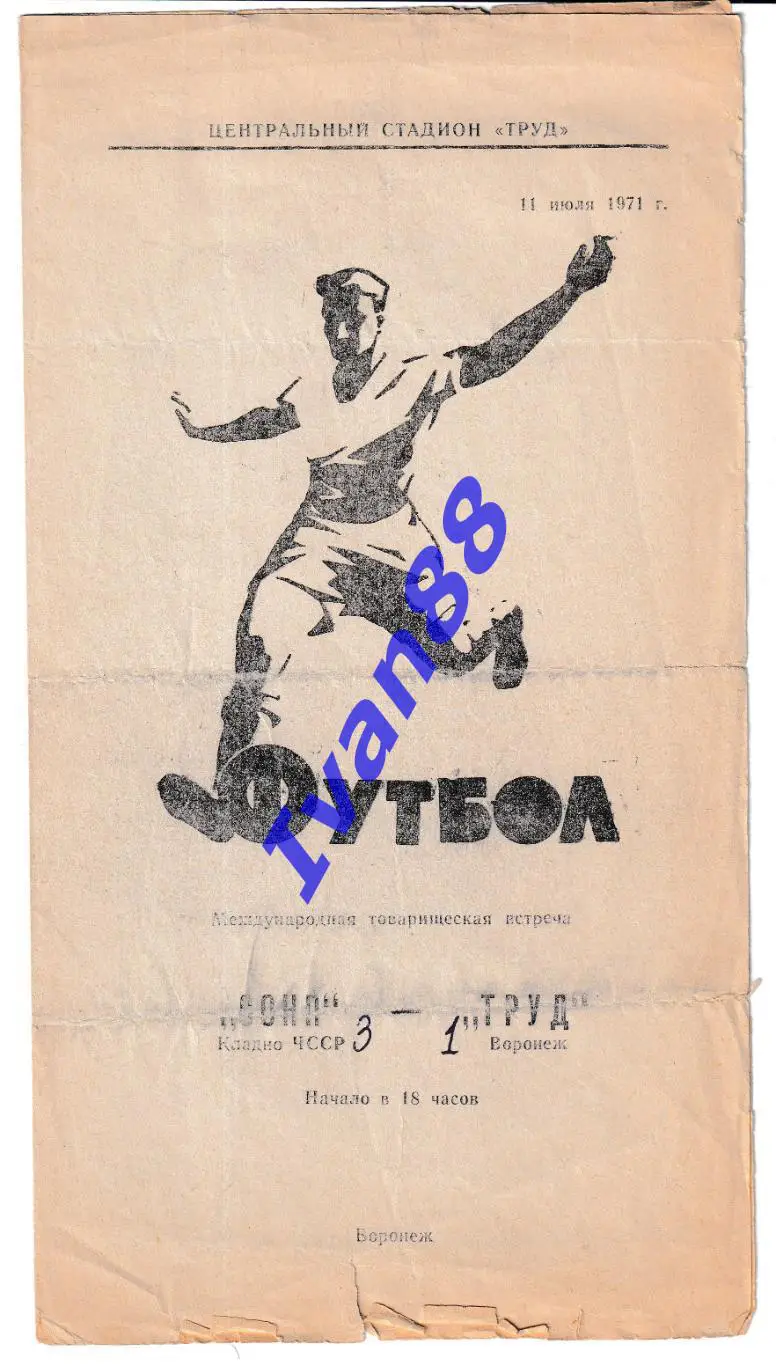 ЦЕНТРАЛЬНЫЙ СТАДИОН «ТРУД»
11 июля 1971 г.
Ivan88
ФУТБОЛ
Международная товарищеская встреча
„СОНП" — „ТРУД"
Кладно ЧССР 3 1 Воронеж
Начало в 18 часов
Воронеж